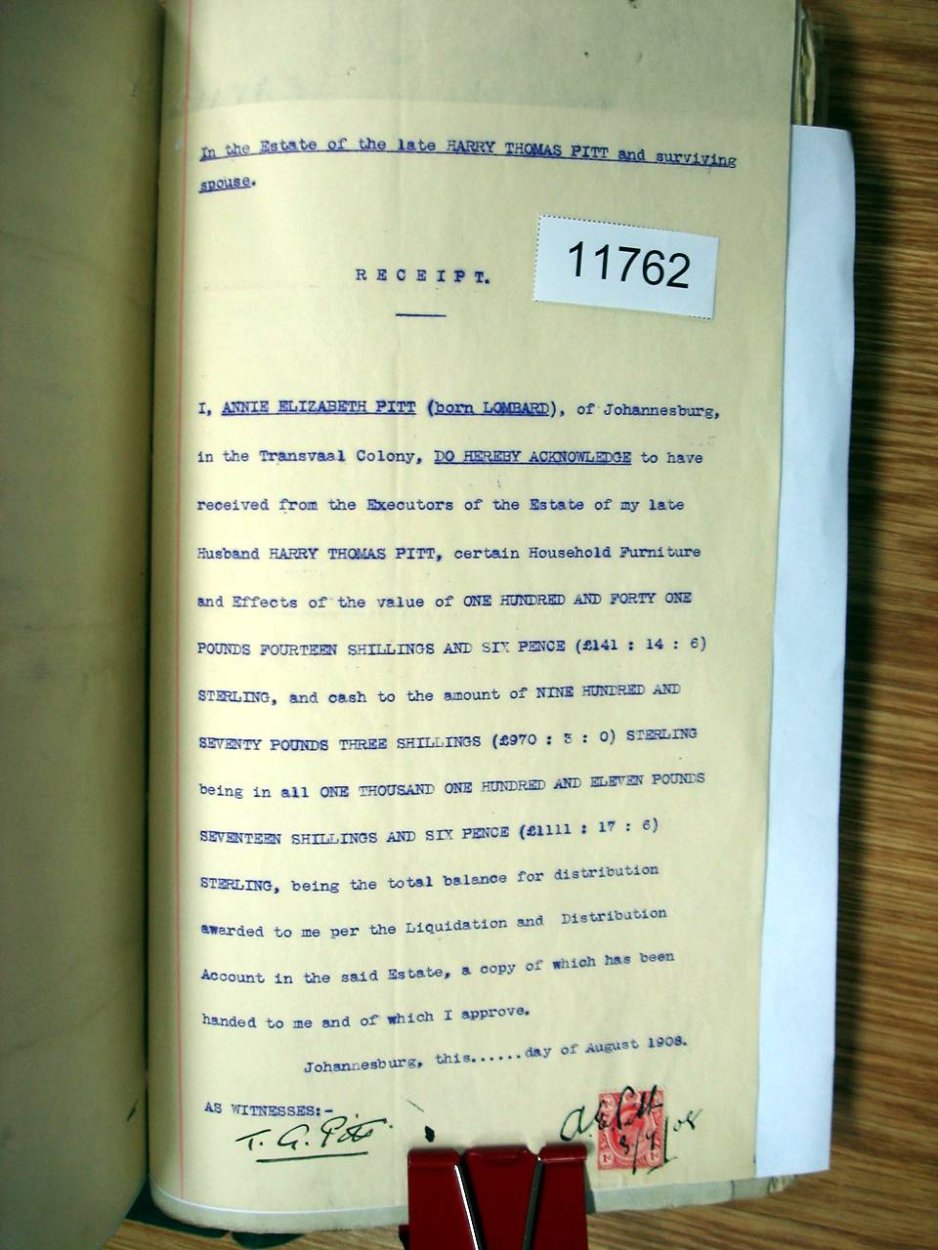 In the Estate of the late HARRY THOMAS PITT and surviving
spouse.
11762
RECEIPT.
I, ANNIE ELIZABETH PITT (born LOMBARD), of Johannesburg,
in the Transvaal Colony, DO HEREBY ACKNOWLEDGE to have
received from the Executors of the Estate of my late
Husband HARRY THOMAS PITT, certain Household Furniture
and Effects of the value of ONE HUNDRED AND FORTY ONE
POUNDS FOURTEEN SHILLINGS AND SIX PENCE (£141 : 14 : 6)
STERLING, and cash to the amount of NINE HUNDRED AND
SEVENTY POUNDS THREE SHILLINGS (£970 : 3 : 0) STERLING
being in all ONE THOUSAND ONE HUNDRED AND ELEVEN POUNDS
SEVENTEEN SHILLINGS AND SIX PENCE (£1111 : 17 : 6)
STERLING, being the total balance for distribution
awarded to me per the Liquidation and Distribution
Account in the said Estate, a copy of which has been
handed to me and of which I approve.
Johannesburg, this......day of August 1908.
AS WITNESSES:-
T. G. Pitt
A E Pitt